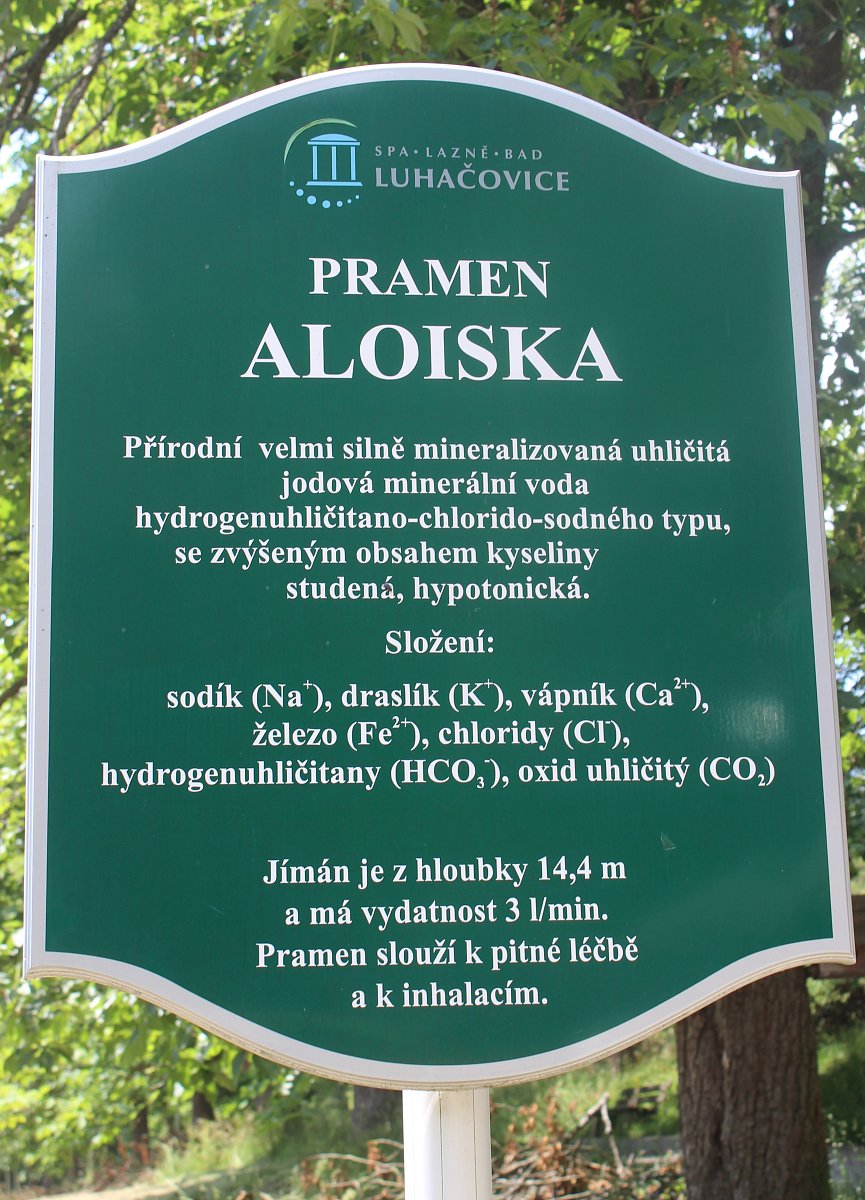 SPA • LAZNĚ • BAD
LUHAČOVICE
PRAMEN
ALOISKA
Přírodní velmi silně mineralizovaná uhličitá
jodová minerální voda
hydrogenuhličitano-chlorido-sodného typu,
se zvýšeným obsahem kyseliny
studená, hypotonická.
Složení:
sodík (Na⁺), draslík (K⁺), vápník (Ca²⁺),
železo (Fe²⁺), chloridy (Cl⁻),
hydrogenuhličitany (HCO₃⁻), oxid uhličitý (CO₂)
Jímán je z hloubky 14,4 m
a má vydatnost 3 l/min.
Pramen slouží k pitné léčbě
a k inhalacím.